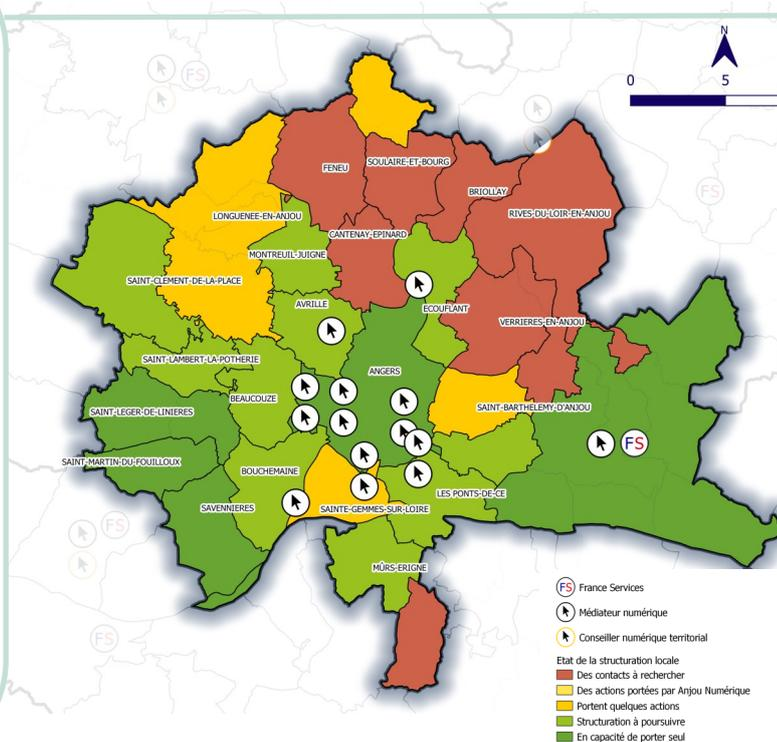 N
0 5
FS
FENEU
SOULAIRE-ET-BOURG
BRIOLLAY
FS
LONGUENEE-EN-ANJOU
RIVES-DU-LOIR-EN-ANJOU
CANTENAY-EPINARD
MONTREUIL-JUIGNE
SAINT-CLEMENT-DE-LA-PLACE
AVRILLE
ECOUFLANT
VERRIERES-EN-ANJOU
SAINT-LAMBERT-LA-POTHERIE
ANGERS
BEAUCOUZE
SAINT-LEGER-DE-LINIERES
SAINT-BARTHELEMY-D'ANJOU
FS
SAINT-MARTIN-DU-FOUILLOUX
BOUCHEMAINE
LES PONTS-DE-CE
SAVENNIERES
SAINTE-GEMMES-SUR-LOIRE
FS
MÛRS-ERIGNE
FS
FS France Services
Médiateur numérique
Conseiller numérique territorial
Etat de la structuration locale
Des contacts à rechercher
Des actions portées par Anjou Numérique
Portent quelques actions
Structuration à poursuivre
En capacité de porter seul